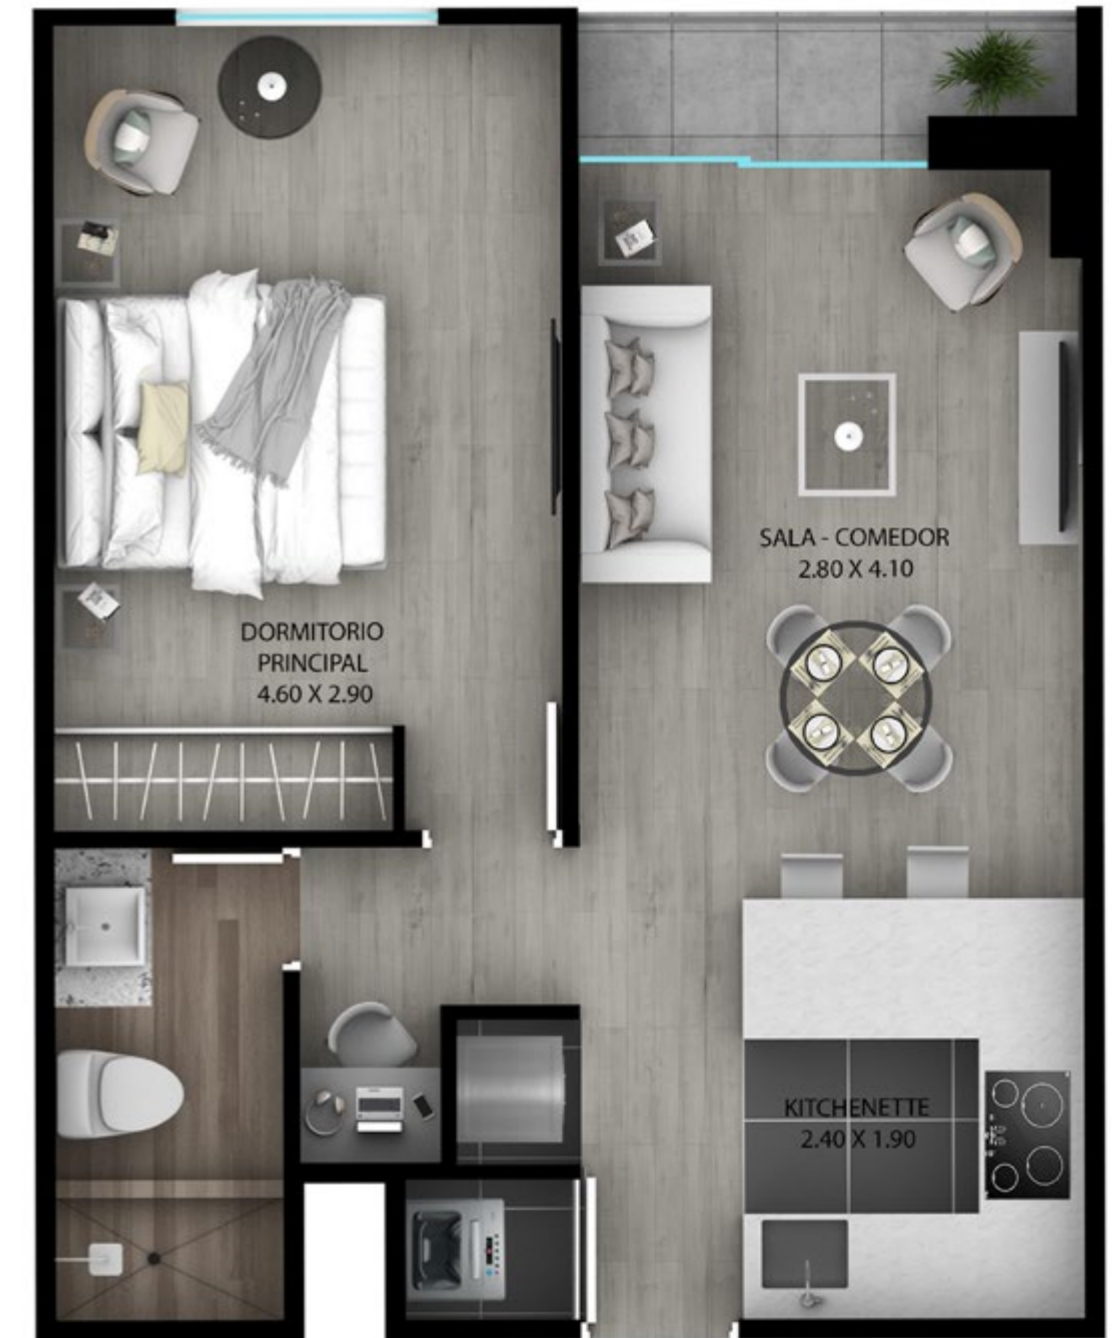 SALA - COMEDOR
2.80 X 4.10
DORMITORIO
PRINCIPAL
4.60 X 2.90
KITCHENETTE
2.40 X 1.90